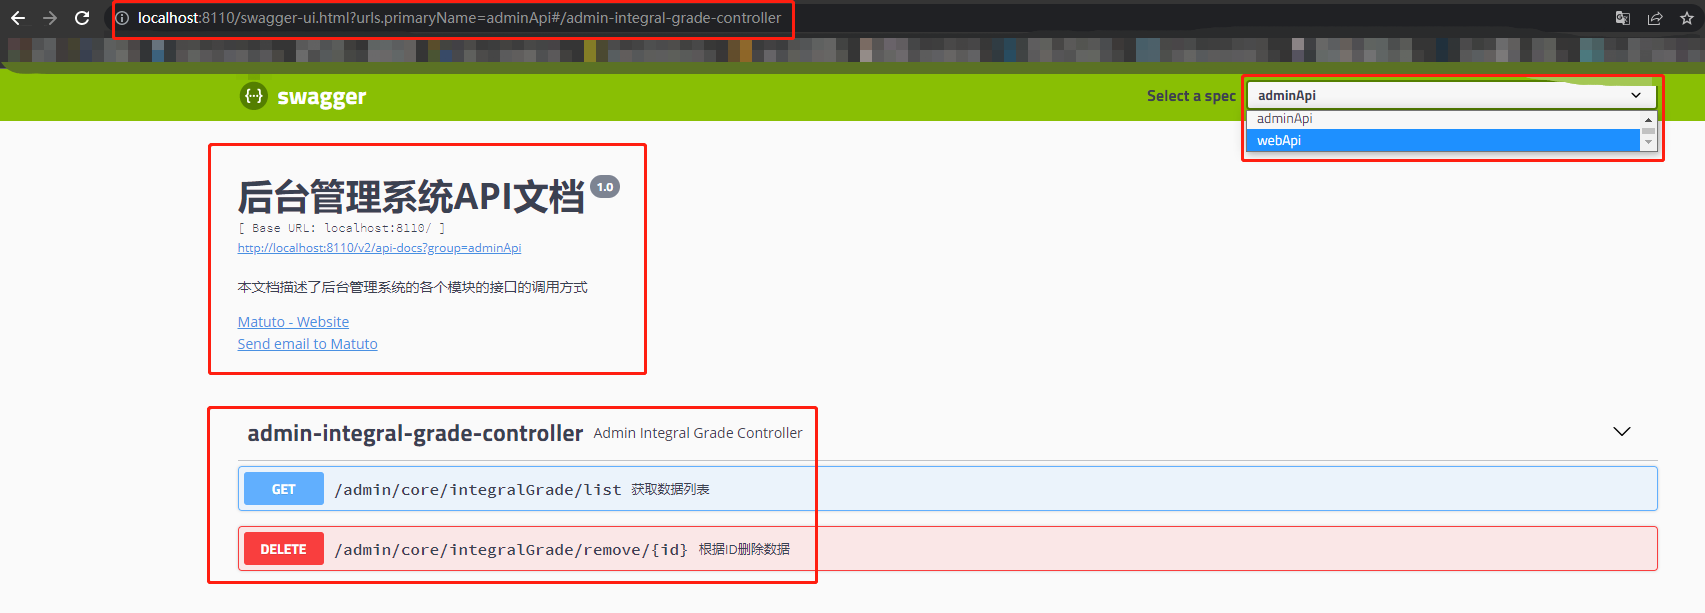 localhost:8110/swagger-ui.html?urls.primaryName=adminApi#/admin-integral-grade-controller
swagger
Select a spec
adminApi
adminApi
webApi
后台管理系统API文档 1.0
[ Base URL: localhost:8110/ ]
http://localhost:8110/v2/api-docs?group=adminApi
本文档描述了后台管理系统的各个模块的接口的调用方式
Matuto - Website
Send email to Matuto
admin-integral-grade-controller Admin Integral Grade Controller
GET /admin/core/integralGrade/list 获取数据列表
DELETE /admin/core/integralGrade/remove/{id} 根据ID删除数据